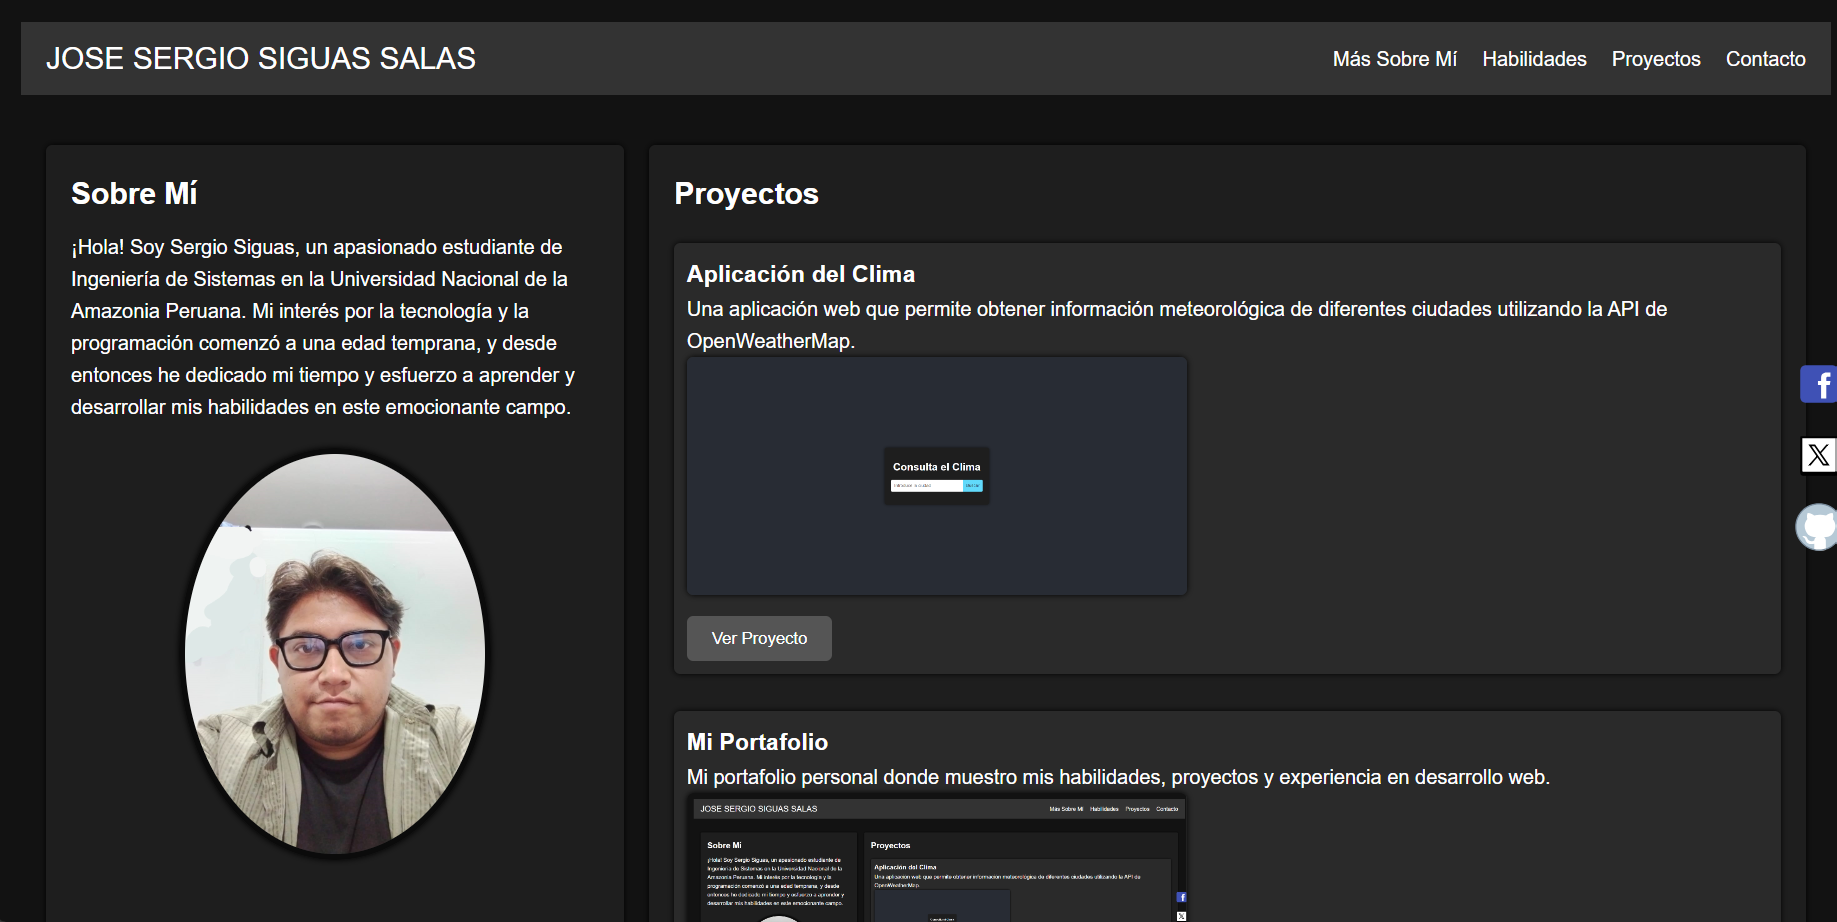 JOSE SERGIO SIGUAS SALAS
Más Sobre Mí
Habilidades
Proyectos
Contacto
Sobre Mí
¡Hola! Soy Sergio Siguas, un apasionado estudiante de
Ingeniería de Sistemas en la Universidad Nacional de la
Amazonia Peruana. Mi interés por la tecnología y la
programación comenzó a una edad temprana, y desde
entonces he dedicado mi tiempo y esfuerzo a aprender y
desarrollar mis habilidades en este emocionante campo.
Proyectos
Aplicación del Clima
Una aplicación web que permite obtener información meteorológica de diferentes ciudades utilizando la API de
OpenWeatherMap.
Consulta el Clima
Ver Proyecto
Mi Portafolio
Mi portafolio personal donde muestro mis habilidades, proyectos y experiencia en desarrollo web.
JOSE SERGIO SIGUAS SALAS
Más Sobre Mí
Habilidades
Proyectos
Contacto
Sobre Mí
¡Hola! Soy Sergio Siguas, un apasionado estudiante de
Ingeniería de Sistemas en la Universidad Nacional de la
Amazonia Peruana. Mi interés por la tecnología y la
programación comenzó a una edad temprana, y desde
entonces he dedicado mi tiempo y esfuerzo a aprender y
desarrollar mis habilidades en este emocionante campo.
Proyectos
Aplicación del Clima
Una aplicación web que permite obtener información meteorológica de diferentes ciudades utilizando la API de
OpenWeatherMap.